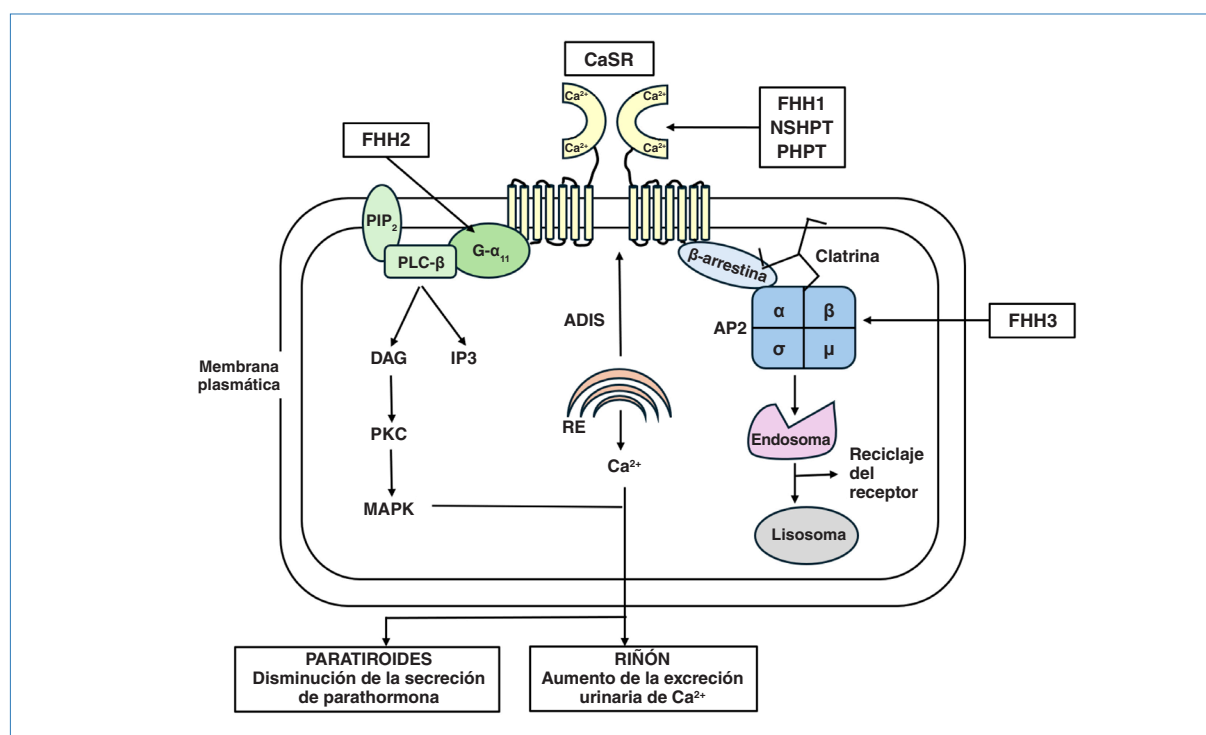 CaSR
Ca²⁺
Ca²⁺
Ca²⁺
Ca²⁺
FHH1
NSHPT
PHPT
FHH2
PIP₂
PLC-β
G-α₁₁
β-arrestina
Clatrina
AP2
α
β
σ
μ
FHH3
ADIS
DAG
IP3
Membrana
plasmática
RE
PKC
Ca²⁺
Endosoma
Reciclaje
del
receptor
MAPK
Lisosoma
PARATIROIDES
Disminución de la secreción
de parathormona
RIÑÓN
Aumento de la excreción
urinaria de Ca²⁺